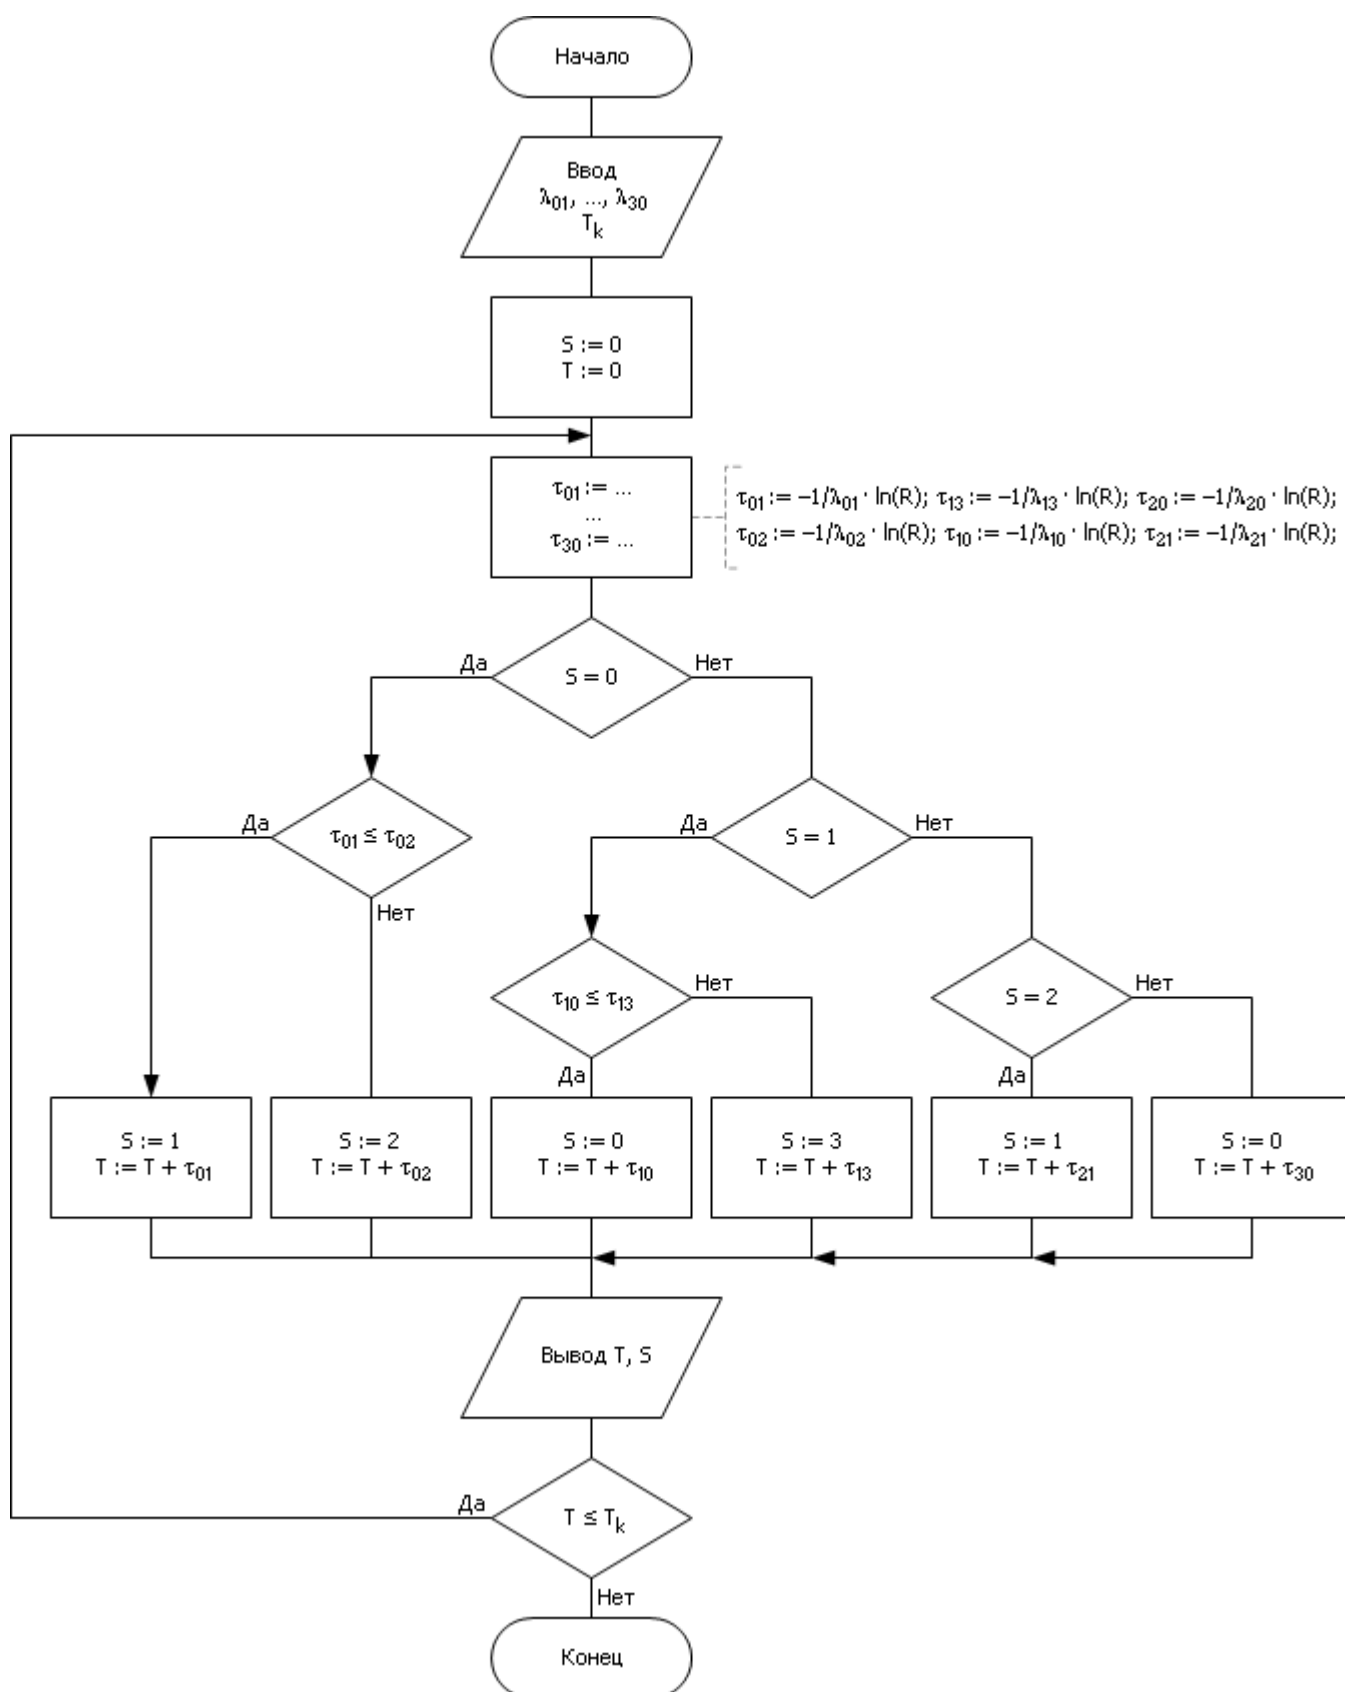 Начало
Ввод
λ₀₁, ..., λ₃₀
Tₖ
S := 0
T := 0
τ₀₁ := ...
...
τ₃₀ := ...
τ₀₁ := −1/λ₀₁ · ln(R); τ₁₃ := −1/λ₁₃ · ln(R); τ₂₀ := −1/λ₂₀ · ln(R);
τ₀₂ := −1/λ₀₂ · ln(R); τ₁₀ := −1/λ₁₀ · ln(R); τ₂₁ := −1/λ₂₁ · ln(R);
Да
S = 0
Нет
Да
τ₀₁ ≤ τ₀₂
Нет
Да
S = 1
Нет
τ₁₀ ≤ τ₁₃
Нет
Да
S = 2
Нет
Да
S := 1
T := T + τ₀₁
S := 2
T := T + τ₀₂
S := 0
T := T + τ₁₀
S := 3
T := T + τ₁₃
S := 1
T := T + τ₂₁
S := 0
T := T + τ₃₀
Вывод T, S
Да
T ≤ Tₖ
Нет
Конец